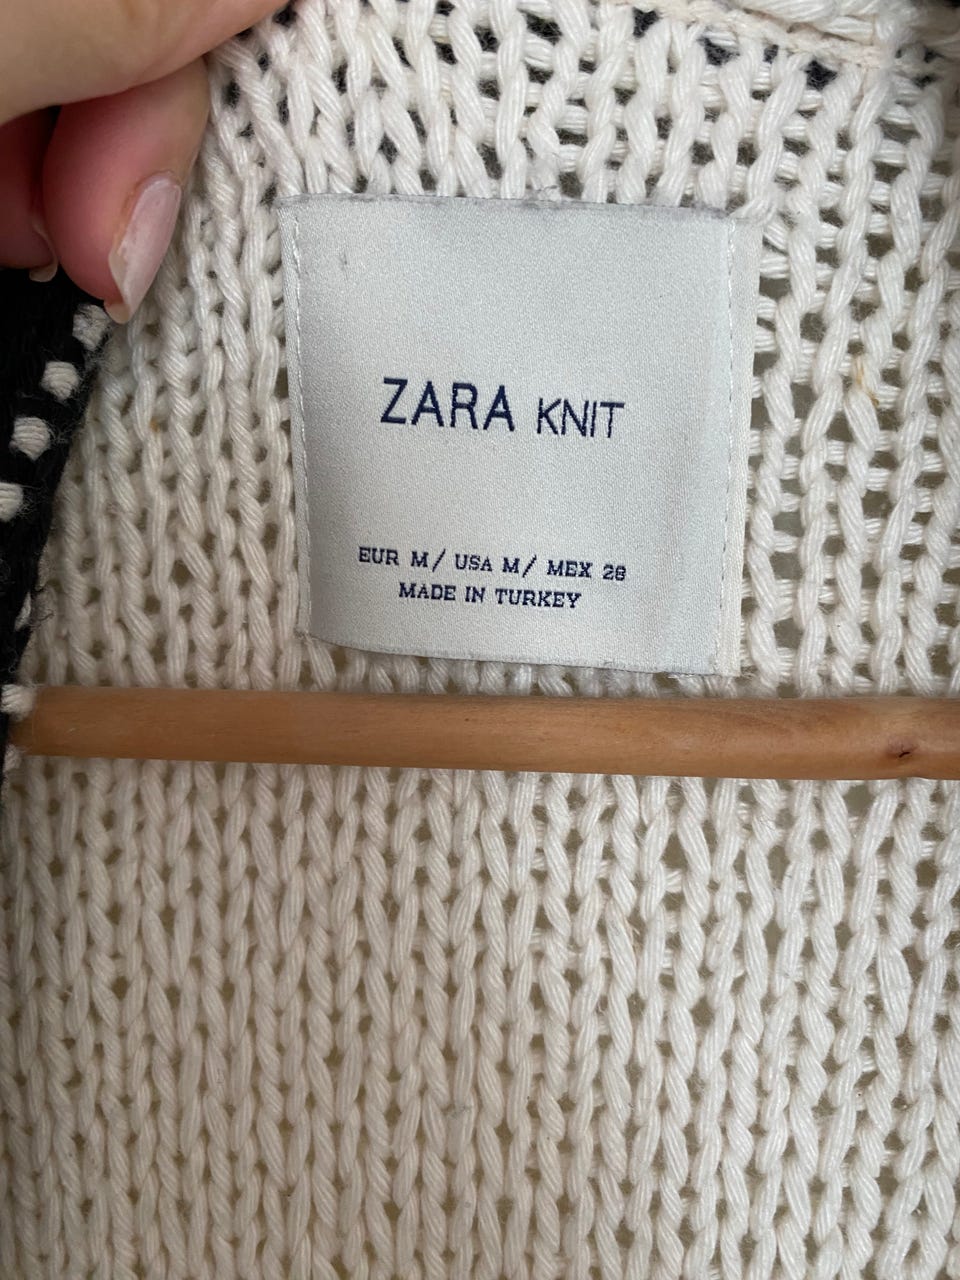 ZARA KNIT
EUR M/ USA M/ MEX 28
MADE IN TURKEY